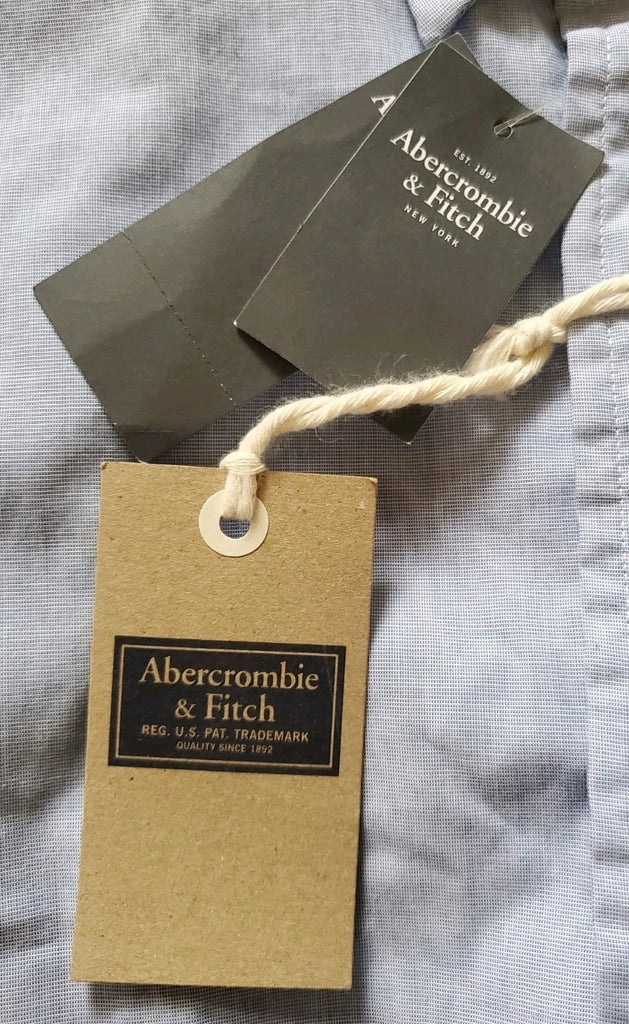 A
EST. 1892
Abercrombie
& Fitch
NEW YORK
Abercrombie
& Fitch
REG. U.S. PAT. TRADEMARK
QUALITY SINCE 1892